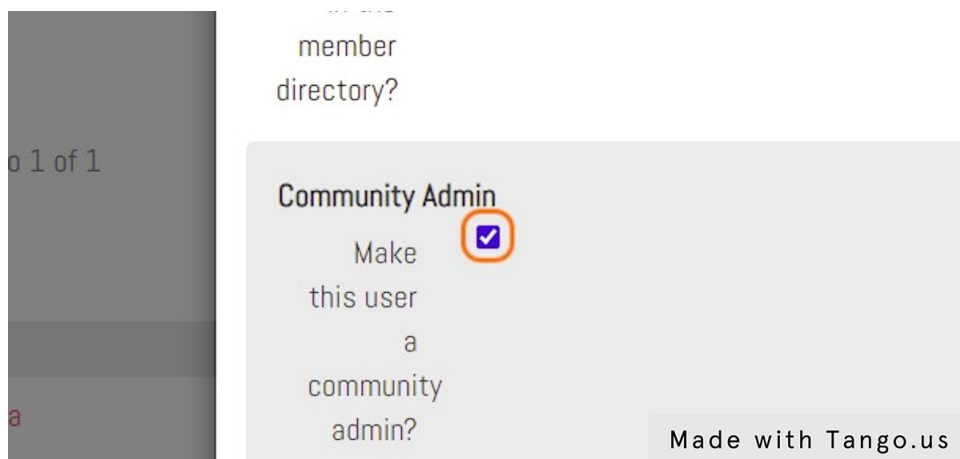 member
directory?
o 1 of 1
Community Admin
Make
this user
a
community
admin?
a
Made with Tango.us